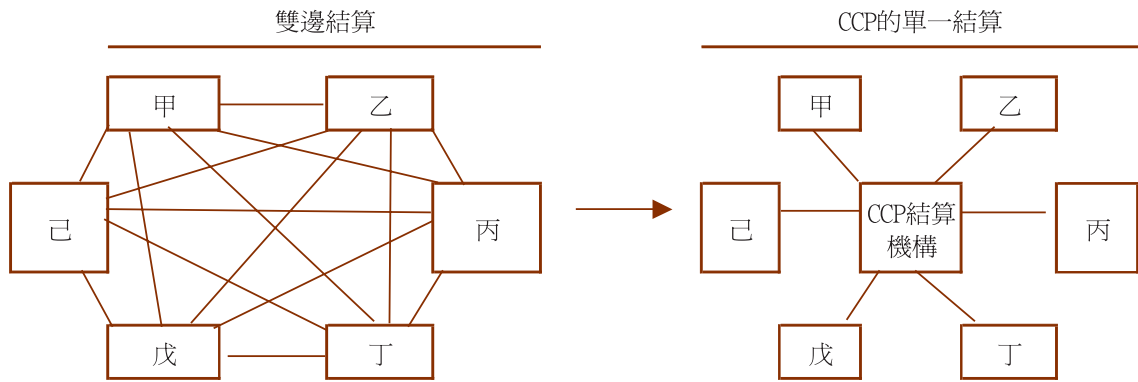 雙邊結算
CCP的單一結算
甲
乙
己
丙
戊
丁
甲
乙
己
CCP結算
機構
丙
戊
丁